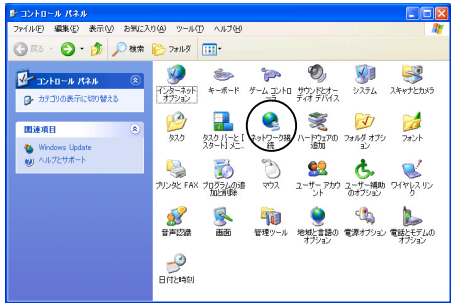 コントロール パネル
ファイル(F) 編集(E) 表示(V) お気に入り(A) ツール(T) ヘルプ(H)
戻る 検索 フォルダ
コントロール パネル
カテゴリの表示に切り替える
関連項目
Windows Update
ヘルプとサポート
インターネット オプション
キーボード
ゲーム コントローラ
サウンドとオーディオ デバイス
システム
スキャナとカメラ
タスク
タスク バーと [スタート] メニ...
ネットワーク接続
ハードウェアの追加
フォルダ オプション
フォント
プリンタと FAX
プログラムの追加と削除
マウス
ユーザー アカウント
ユーザー補助のオプション
ワイヤレス リンク
音声認識
画面
管理ツール
地域と言語のオプション
電源オプション
電話とモデムのオプション
日付と時刻